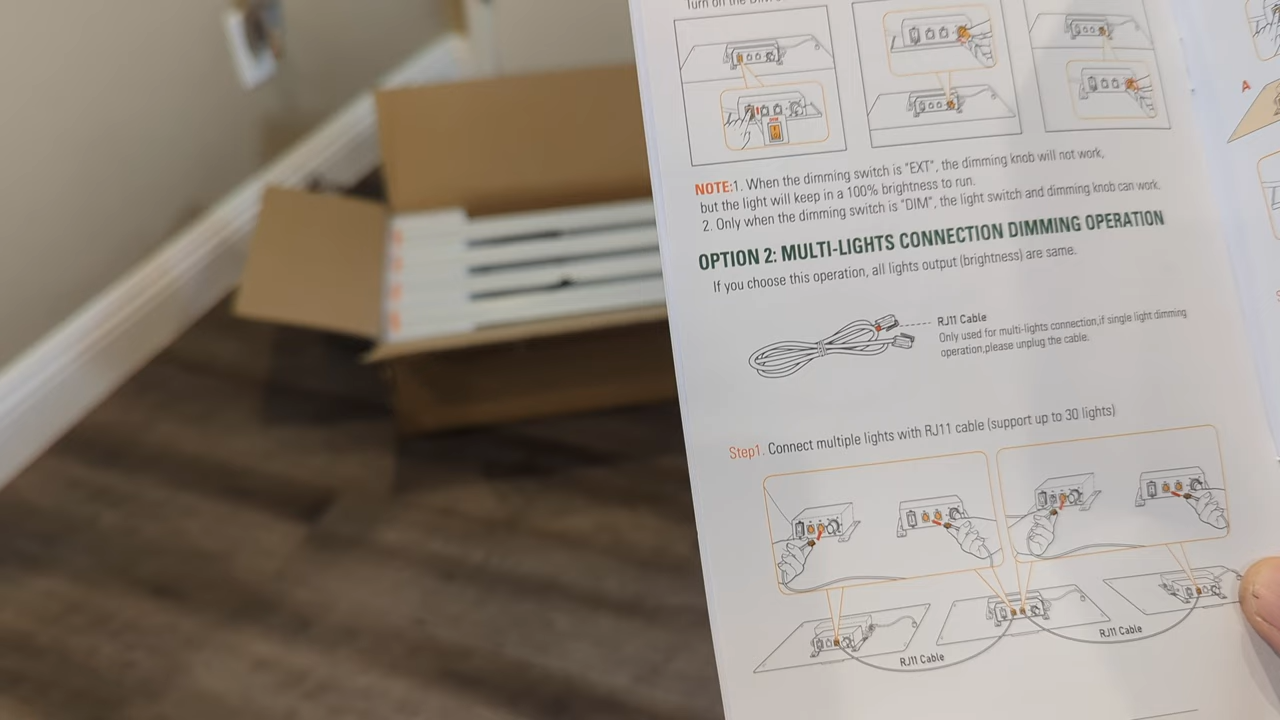 Turn off the DIM
NOTE:1. When the dimming switch is "EXT", the dimming knob will not work,
but the light will keep in a 100% brightness to run.
2. Only when the dimming switch is "DIM", the light switch and dimming knob can work.
OPTION 2: MULTI-LIGHTS CONNECTION DIMMING OPERATION
If you choose this operation, all lights output (brightness) are same.
RJ11 Cable
Only used for multi-lights connection,if single light dimming
operation,please unplug the cable.
Step1. Connect multiple lights with RJ11 cable (support up to 30 lights)
RJ11 Cable
RJ11 Cable
A